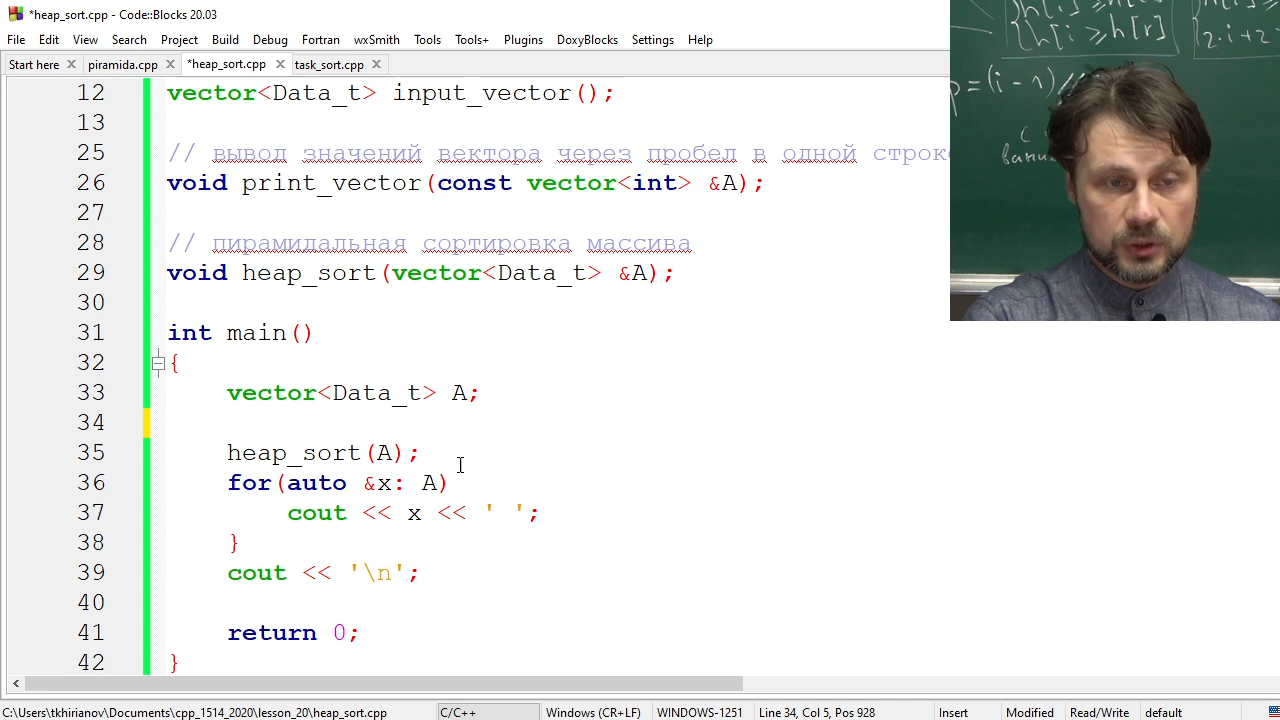 *heap_sort.cpp - Code::Blocks 20.03
File Edit View Search Project Build Debug Fortran wxSmith Tools Tools+ Plugins DoxyBlocks Settings Help
Start here piramida.cpp *heap_sort.cpp task_sort.cpp
12 vector<Data_t> input_vector();
13
25 // вывод значений вектора через пробел в одной строке
26 void print_vector(const vector<int> &A);
27
28 // пирамидальная сортировка массива
29 void heap_sort(vector<Data_t> &A);
30
31 int main()
32 {
33 vector<Data_t> A;
34
35 heap_sort(A);
36 for(auto &x: A)
37 cout << x << ' ';
38 }
39 cout << '\n';
40
41 return 0;
42 }
C:\Users\tkhirianov\Documents\cpp_1514_2020\lesson_20\heap_sort.cpp C/C++ Windows (CR+LF) WINDOWS-1251 Line 34, Col 5, Pos 928 Insert Modified Read/Write default
h[i] ≥ h[r]
2·i+2
p=(i-1)/